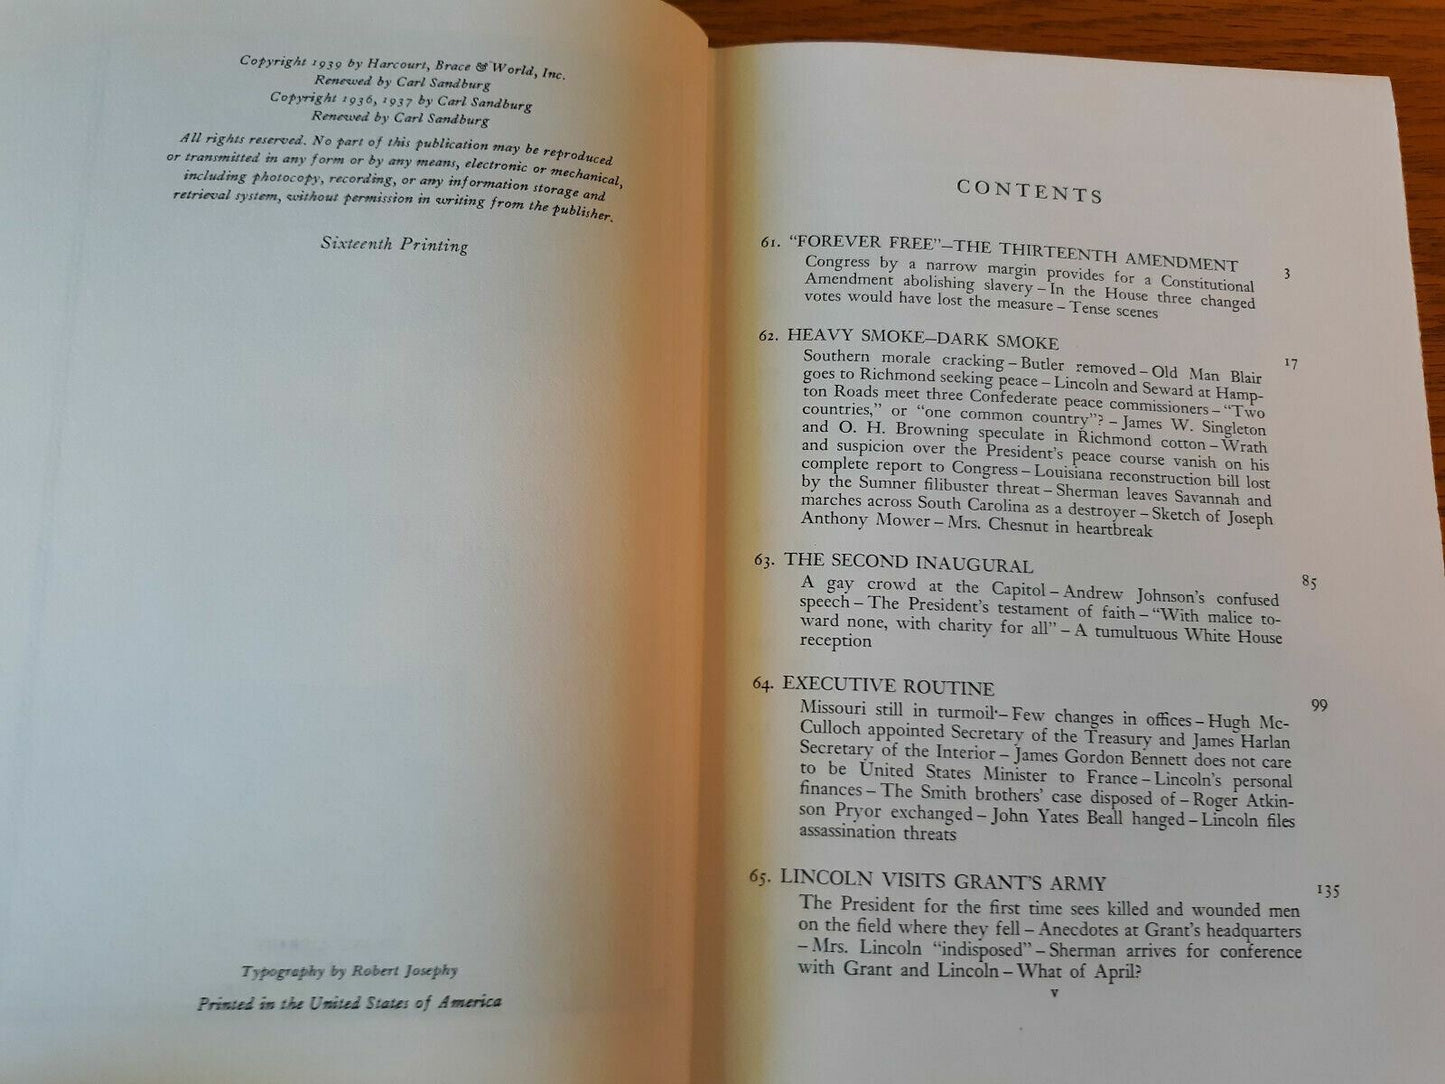 Copyright 1939 by Harcourt, Brace & World, Inc.
Renewed by Carl Sandburg
Copyright 1936, 1937 by Carl Sandburg
Renewed by Carl Sandburg
All rights reserved. No part of this publication may be reproduced
or transmitted in any form or by any means, electronic or mechanical,
including photocopy, recording, or any information storage and
retrieval system, without permission in writing from the publisher.
Sixteenth Printing
Typography by Robert Josephy
Printed in the United States of America
CONTENTS
61. "FOREVER FREE"—THE THIRTEENTH AMENDMENT 3
Congress by a narrow margin provides for a Constitutional
Amendment abolishing slavery – In the House three changed
votes would have lost the measure – Tense scenes
62. HEAVY SMOKE—DARK SMOKE 17
Southern morale cracking – Butler removed – Old Man Blair
goes to Richmond seeking peace – Lincoln and Seward at Hamp-
ton Roads meet three Confederate peace commissioners – "Two
countries," or "one common country"? – James W. Singleton
and O. H. Browning speculate in Richmond cotton – Wrath
and suspicion over the President's peace course vanish on his
complete report to Congress – Louisiana reconstruction bill lost
by the Sumner filibuster threat – Sherman leaves Savannah and
marches across South Carolina as a destroyer – Sketch of Joseph
Anthony Mower – Mrs. Chesnut in heartbreak
63. THE SECOND INAUGURAL 85
A gay crowd at the Capitol – Andrew Johnson's confused
speech – The President's testament of faith – "With malice to-
ward none, with charity for all" – A tumultuous White House
reception
64. EXECUTIVE ROUTINE 99
Missouri still in turmoil – Few changes in offices – Hugh Mc-
Culloch appointed Secretary of the Treasury and James Harlan
Secretary of the Interior – James Gordon Bennett does not care
to be United States Minister to France – Lincoln's personal
finances – The Smith brothers' case disposed of – Roger Atkin-
son Pryor exchanged – John Yates Beall hanged – Lincoln files
assassination threats
65. LINCOLN VISITS GRANT'S ARMY 135
The President for the first time sees killed and wounded men
on the field where they fell – Anecdotes at Grant's headquarters
– Mrs. Lincoln "indisposed" – Sherman arrives for conference
with Grant and Lincoln – What of April?
v